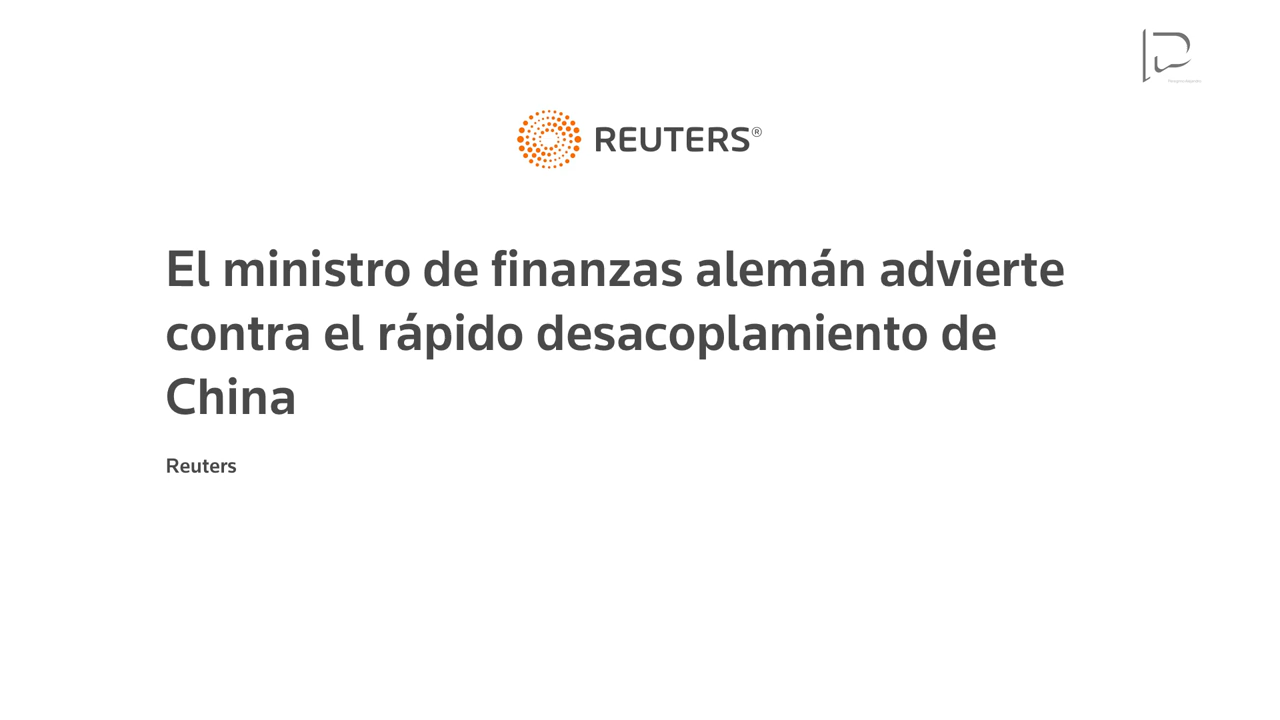 REUTERS®
El ministro de finanzas alemán advierte
contra el rápido desacoplamiento de
China
Reuters